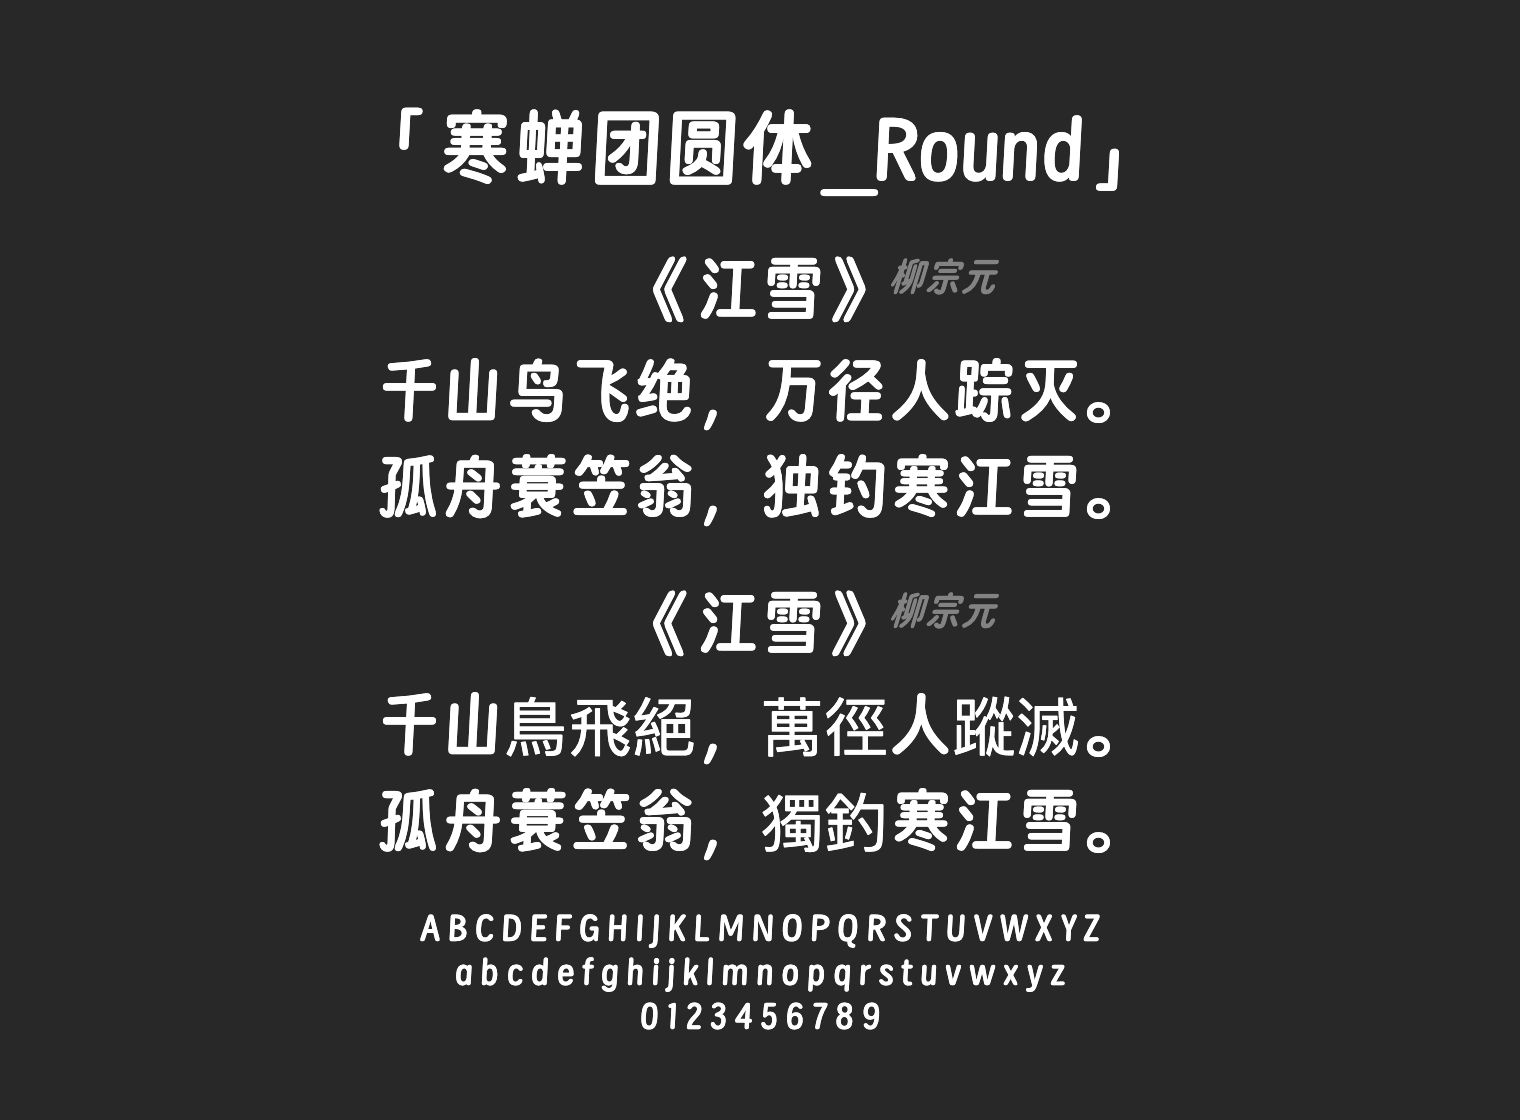 「寒蝉团圆体_Round」
《江雪》柳宗元
千山鸟飞绝，万径人踪灭。
孤舟蓑笠翁，独钓寒江雪。
《江雪》柳宗元
千山鳥飛絕，萬徑人蹤滅。
孤舟蓑笠翁，獨釣寒江雪。
ABCDEFGHIJKLMNOPQRSTUVWXYZ
abcdefghijklmnopqrstuvwxyz
0123456789